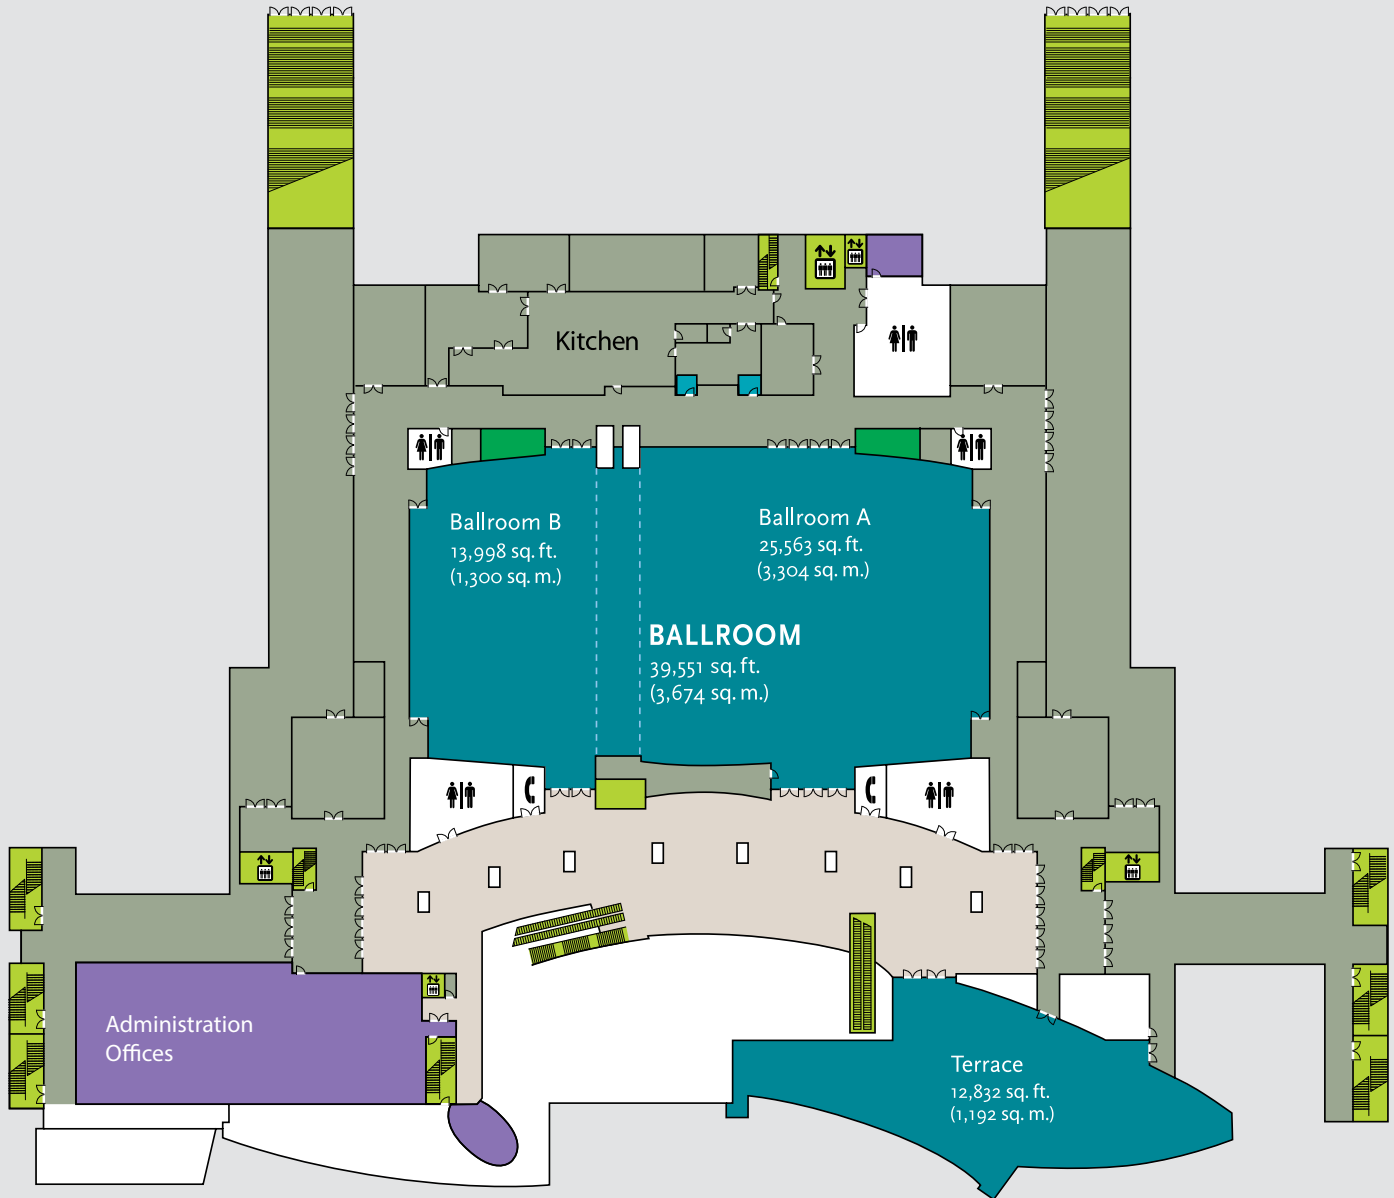 Kitchen
Ballroom B
13,998 sq. ft.
(1,300 sq. m.)
Ballroom A
25,563 sq. ft.
(3,304 sq. m.)
BALLROOM
39,551 sq. ft.
(3,674 sq. m.)
Administration
Offices
Terrace
12,832 sq. ft.
(1,192 sq. m.)